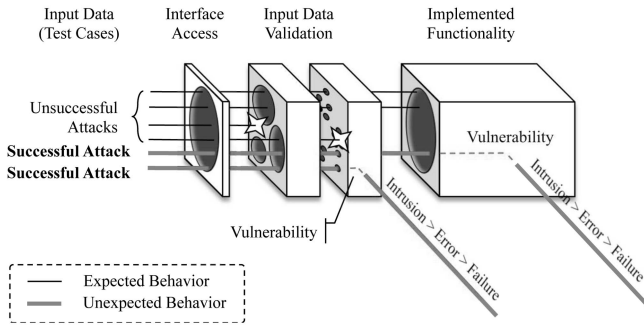 Input Data
(Test Cases)
Interface
Access
Input Data
Validation
Implemented
Functionality
Unsuccessful
Attacks
Successful Attack
Successful Attack
Vulnerability
Vulnerability
Intrusion > Error > Failure
Intrusion > Error > Failure
Expected Behavior
Unexpected Behavior